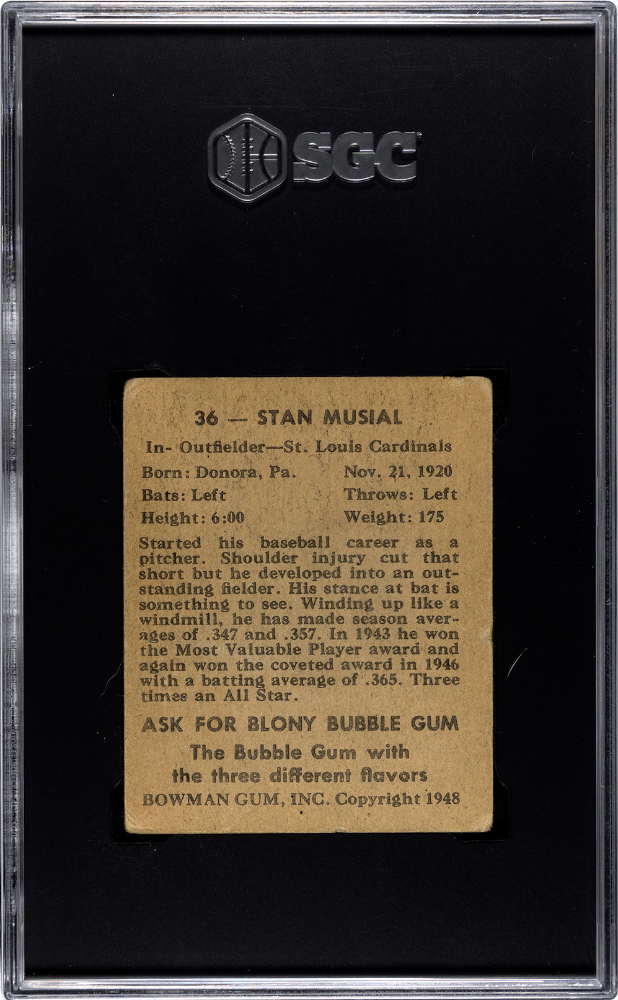 SGC
36 — STAN MUSIAL
In- Outfielder—St. Louis Cardinals
Born: Donora, Pa. Nov. 21, 1920
Bats: Left Throws: Left
Height: 6:00 Weight: 175
Started his baseball career as a
pitcher. Shoulder injury cut that
short but he developed into an out-
standing fielder. His stance at bat is
something to see. Winding up like a
windmill, he has made season aver-
ages of .347 and .357. In 1943 he won
the Most Valuable Player award and
again won the coveted award in 1946
with a batting average of .365. Three
times an All Star.
ASK FOR BLONY BUBBLE GUM
The Bubble Gum with
the three different flavors
BOWMAN GUM, INC. Copyright 1948